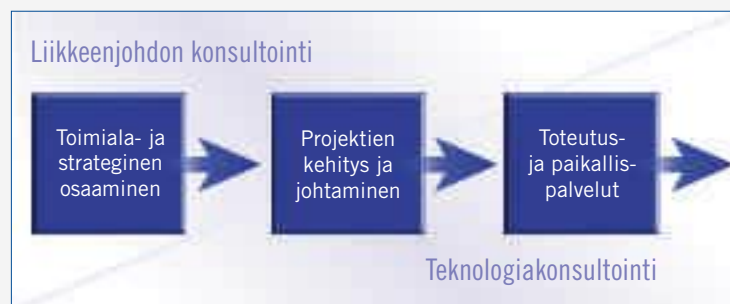 Liikkeenjohdon konsultointi
Toimiala- ja
strateginen
osaaminen
Projektien
kehitys ja
johtaminen
Toteutus-
ja paikallis-
palvelut
Teknologiakonsultointi